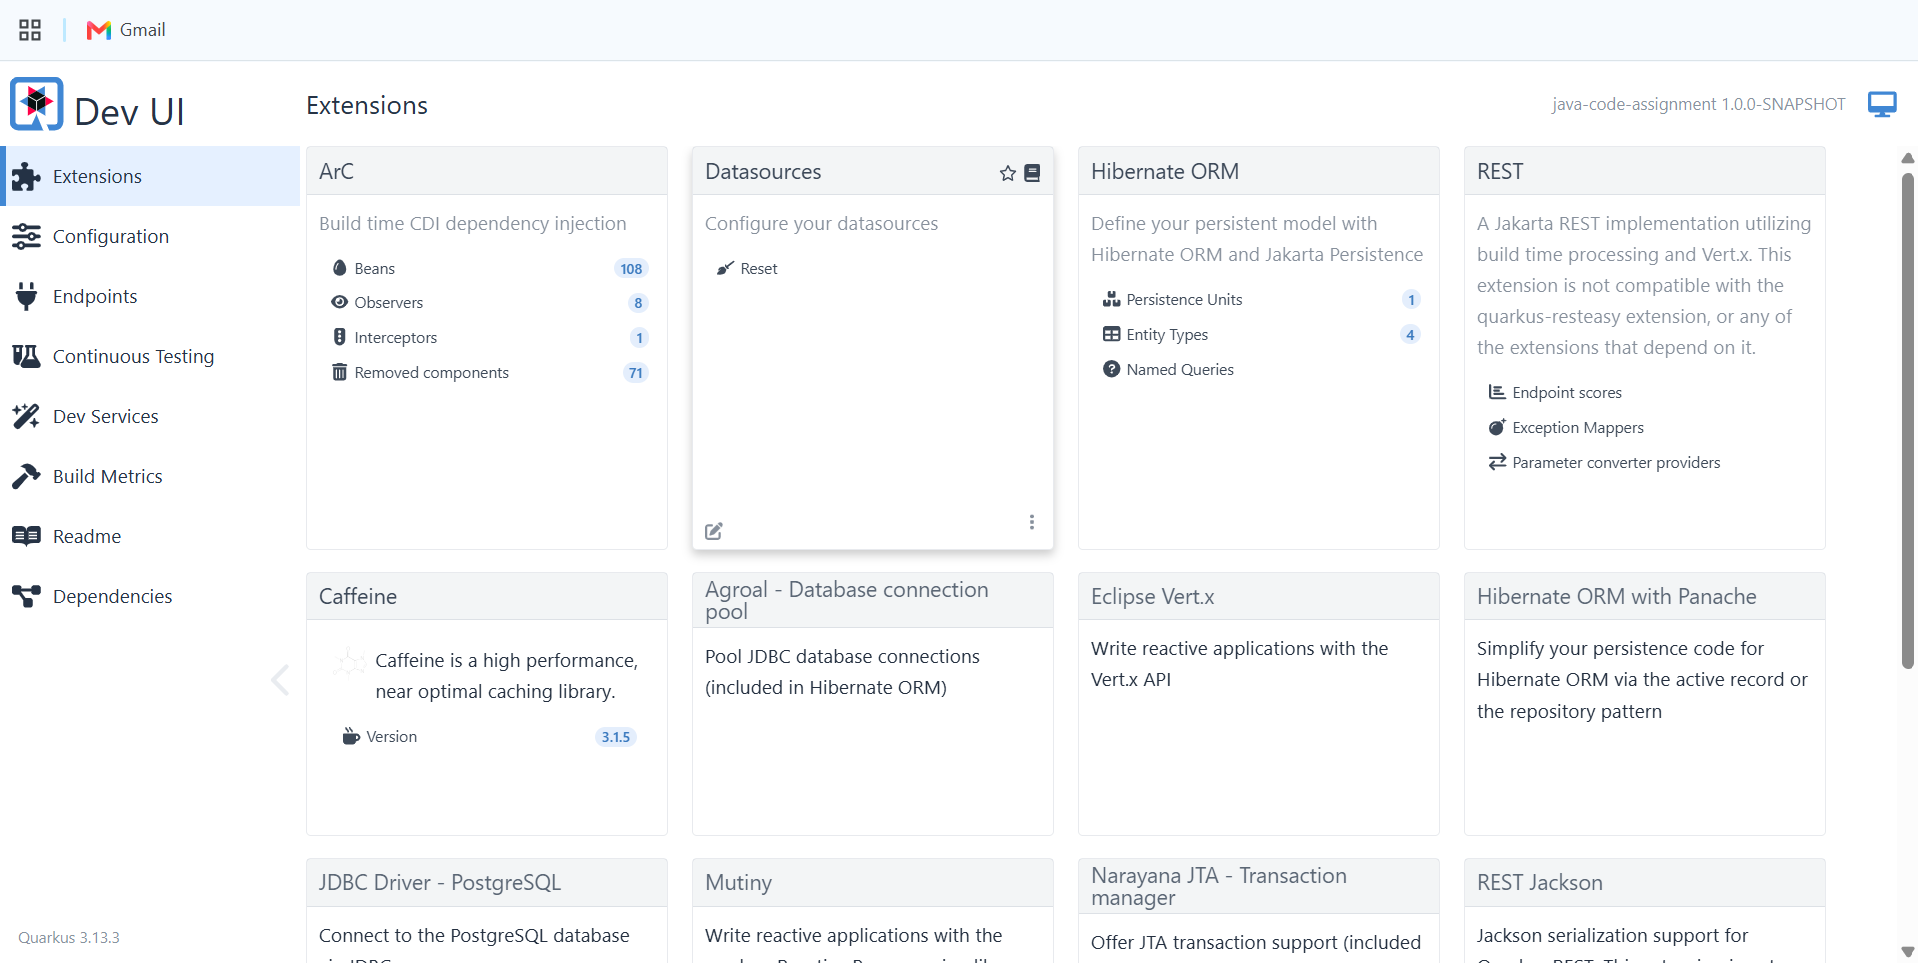 Gmail
Dev UI
Extensions
java-code-assignment 1.0.0-SNAPSHOT
Extensions
Configuration
Endpoints
Continuous Testing
Dev Services
Build Metrics
Readme
Dependencies
Quarkus 3.13.3
ArC
Build time CDI dependency injection
Beans 108
Observers 8
Interceptors 1
Removed components 71
Datasources
Configure your datasources
Reset
Hibernate ORM
Define your persistent model with
Hibernate ORM and Jakarta Persistence
Persistence Units 1
Entity Types 4
Named Queries
REST
A Jakarta REST implementation utilizing
build time processing and Vert.x. This
extension is not compatible with the
quarkus-resteasy extension, or any of
the extensions that depend on it.
Endpoint scores
Exception Mappers
Parameter converter providers
Caffeine
Caffeine is a high performance,
near optimal caching library.
Version 3.1.5
Agroal - Database connection
pool
Pool JDBC database connections
(included in Hibernate ORM)
Eclipse Vert.x
Write reactive applications with the
Vert.x API
Hibernate ORM with Panache
Simplify your persistence code for
Hibernate ORM via the active record or
the repository pattern
JDBC Driver - PostgreSQL
Connect to the PostgreSQL database
Mutiny
Write reactive applications with the
Narayana JTA - Transaction
manager
Offer JTA transaction support (included
REST Jackson
Jackson serialization support for